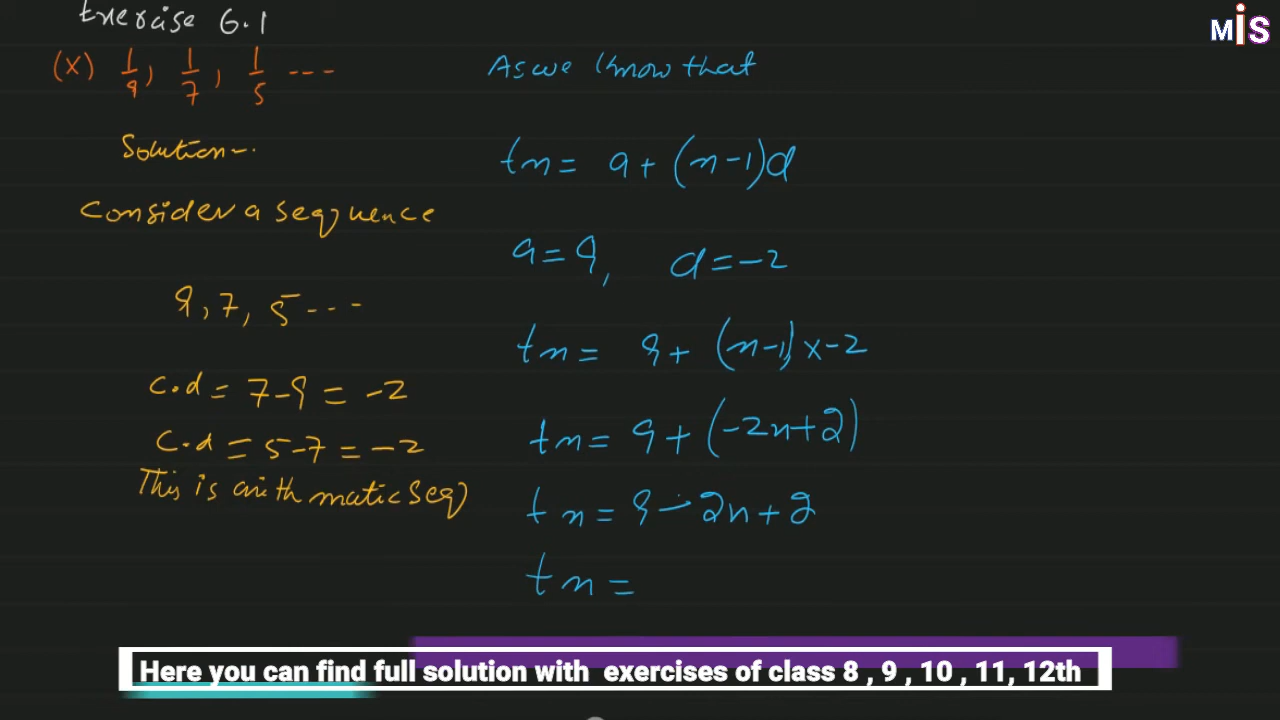 Exercise 6.1
MiS
(x) 1/9, 1/7, 1/5 ---
Solution-.
Consider a seqzuence
9, 7, 5 ---
C.d = 7-9 = -2
C.d = 5-7 = -2
This is arithmatic seq
As we know that
tn = a + (n-1)d
a = 9, d = -2
tn = 9 + (n-1) x -2
tn = 9 + (-2n+2)
tn = 9 - 2n + 2
tn =
Here you can find full solution with exercises of class 8 , 9 , 10 , 11, 12th